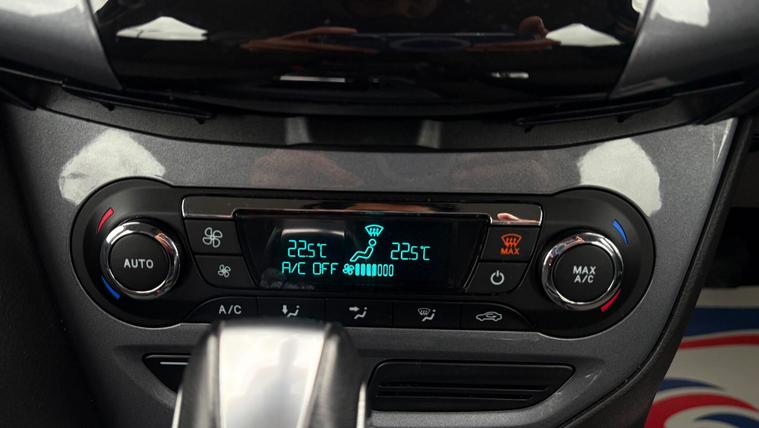 22.5°C 22.5°C
A/C OFF
AUTO
MAX
MAX
A/C
A/C